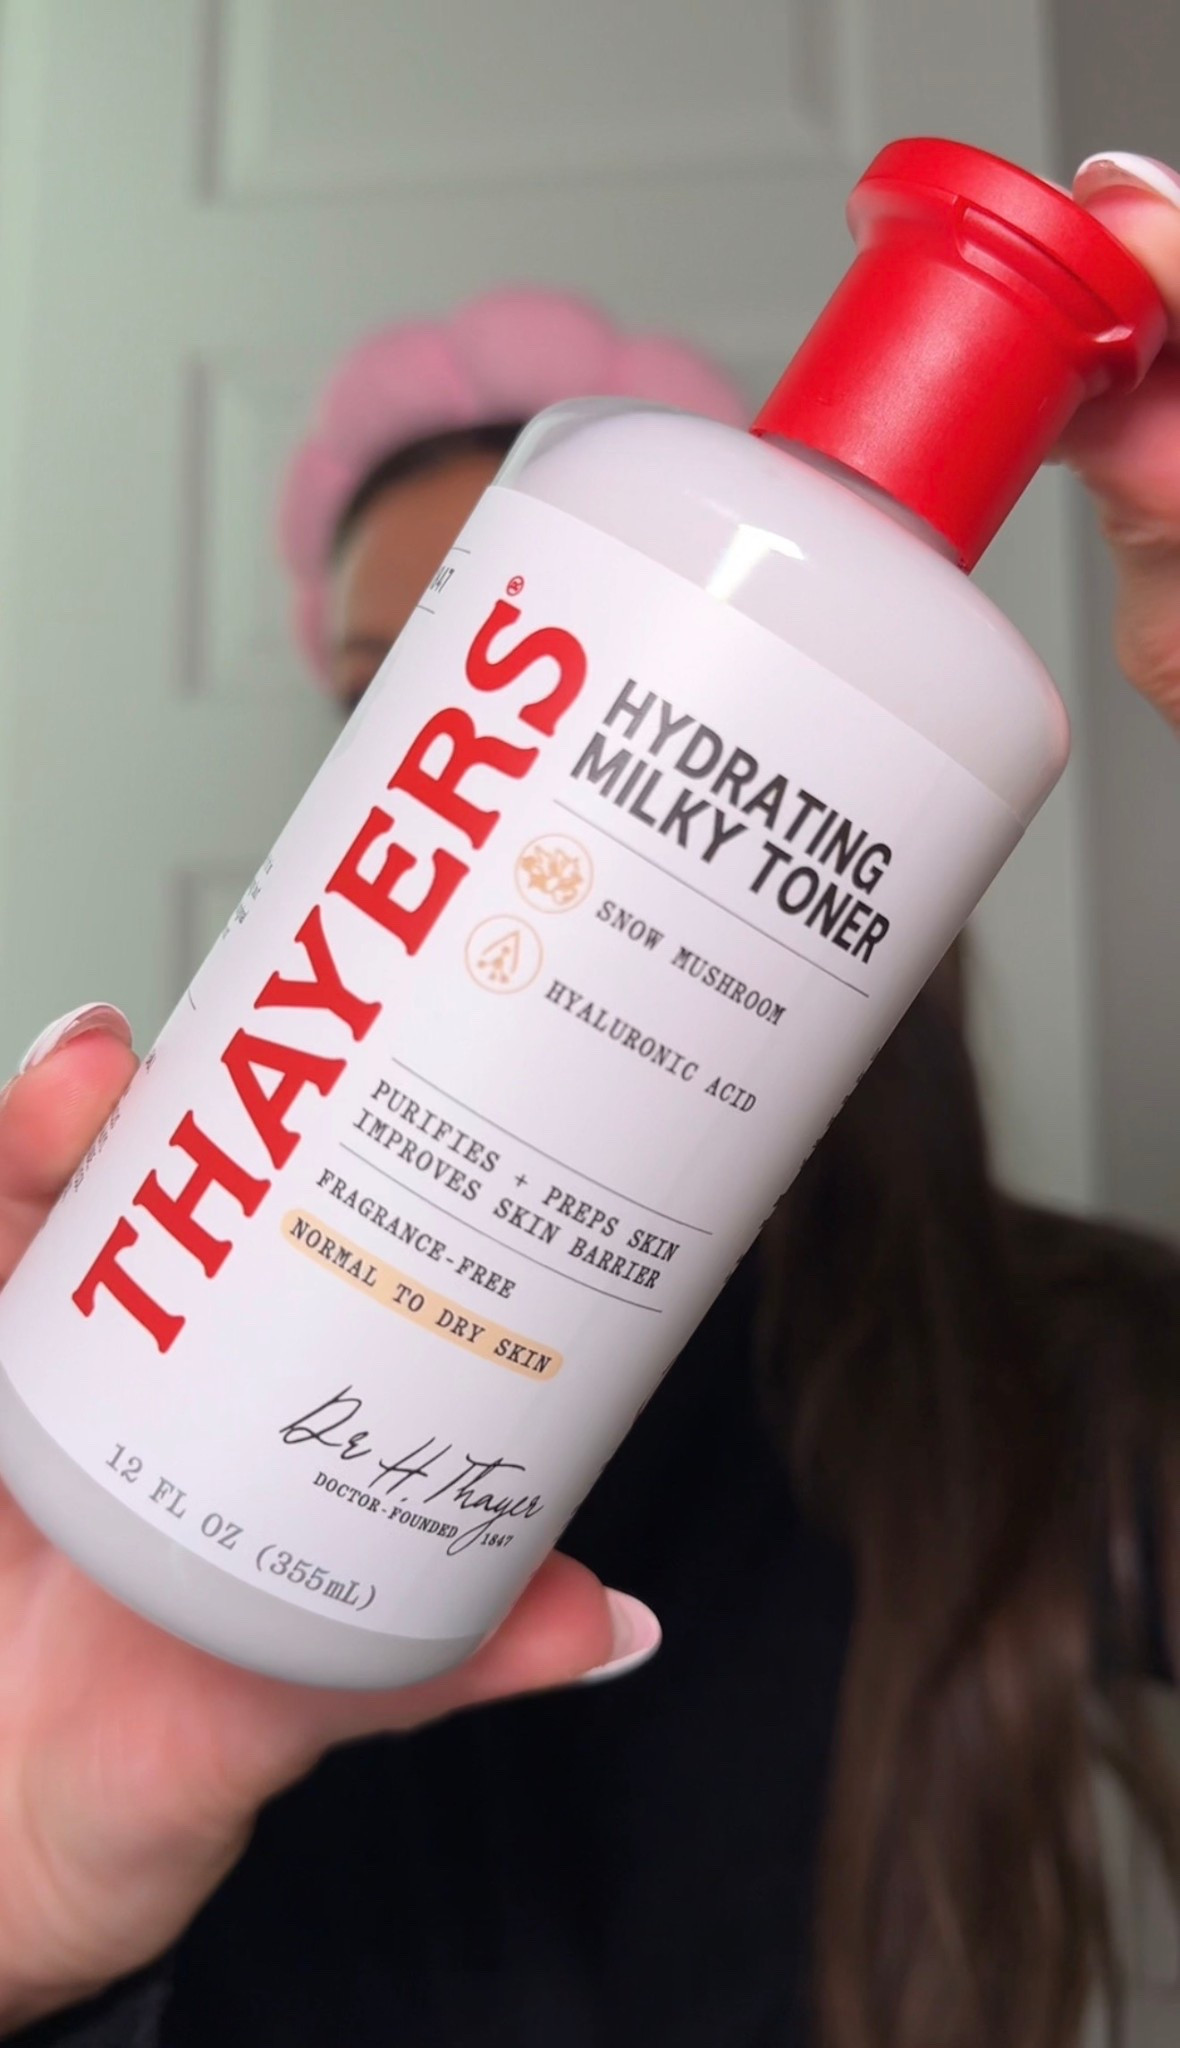 THAYERS®
HYDRATING
MILKY TONER
SNOW MUSHROOM
HYALURONIC ACID
PURIFIES + PREPS SKIN
IMPROVES SKIN BARRIER
FRAGRANCE-FREE
NORMAL TO DRY SKIN
Dr H. Thayer
DOCTOR-FOUNDED 1847
12 FL OZ (355mL)